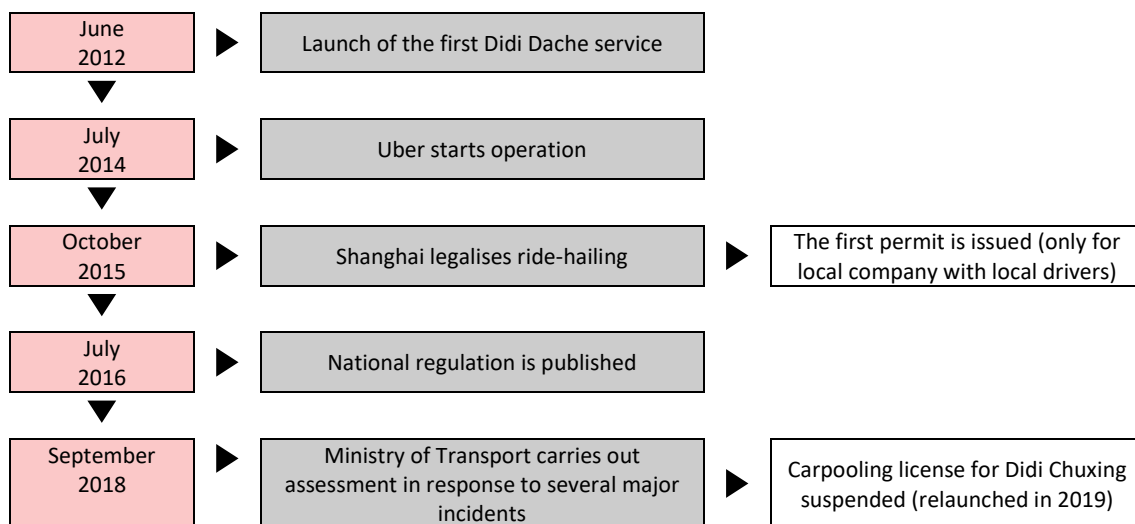 June
2012
Launch of the first Didi Dache service
July
2014
Uber starts operation
October
2015
Shanghai legalises ride-hailing
The first permit is issued (only for
local company with local drivers)
July
2016
National regulation is published
September
2018
Ministry of Transport carries out
assessment in response to several major
incidents
Carpooling license for Didi Chuxing
suspended (relaunched in 2019)